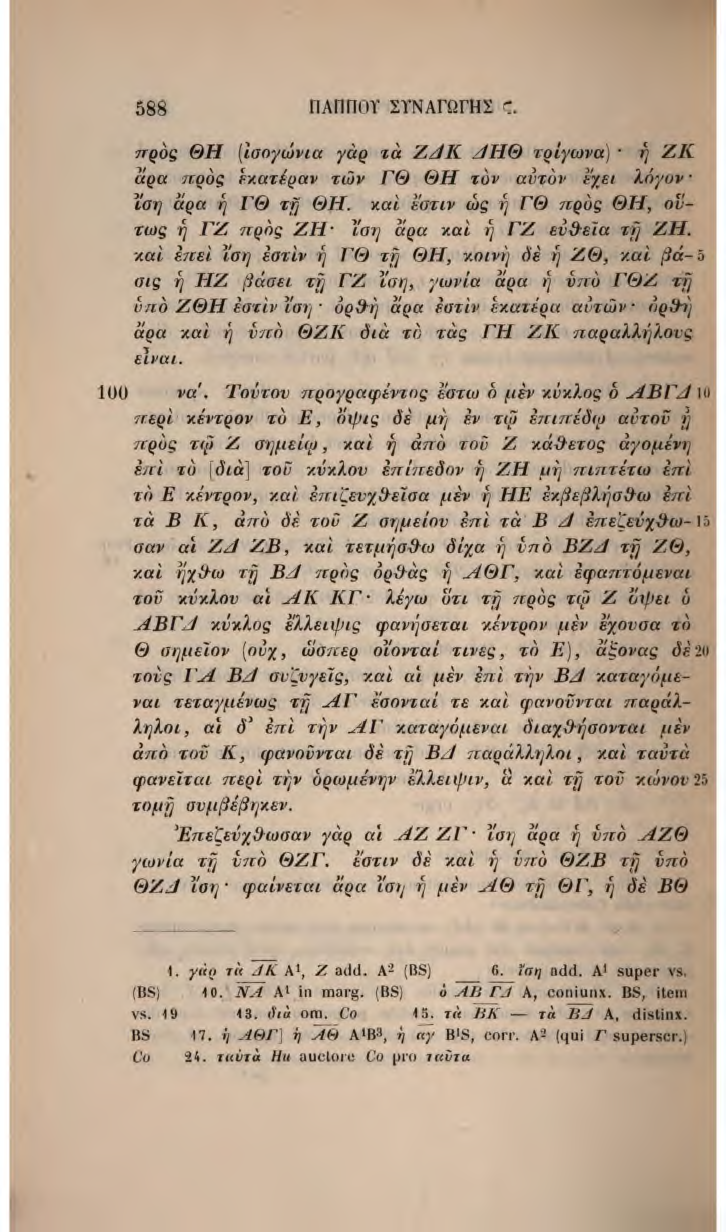 588 ΠΑΠΠΟΥ ΣΥΝΑΓΩΓΗΣ ϛ.
πρὸς ΘΗ (ἰσογώνια γὰρ τὰ ΖΔΚ ΔΗΘ τρίγωνα)· ἡ ΖΚ
ἄρα πρὸς ἑκατέραν τῶν ΓΘ ΘΗ τὸν αὐτὸν ἔχει λόγον·
ἴση ἄρα ἡ ΓΘ τῇ ΘΗ. καὶ ἔστιν ὡς ἡ ΓΘ πρὸς ΘΗ, οὕ-
τως ἡ ΓΖ πρὸς ΖΗ· ἴση ἄρα καὶ ἡ ΓΖ εὐθεῖα τῇ ΖΗ.
καὶ ἐπεὶ ἴση ἐστὶν ἡ ΓΘ τῇ ΘΗ, κοινὴ δὲ ἡ ΖΘ, καὶ βά- 5
σις ἡ ΗΖ βάσει τῇ ΓΖ ἴση, γωνία ἄρα ἡ ὑπὸ ΓΘΖ τῇ
ὑπὸ ΖΘΗ ἐστὶν ἴση· ὀρθὴ ἄρα ἐστὶν ἑκατέρα αὐτῶν· ὀρθὴ
ἄρα καὶ ἡ ὑπὸ ΘΖΚ διὰ τὸ τὰς ΓΗ ΖΚ παραλλήλους
εἶναι.
100 να΄. Τούτου προγραφέντος ἔστω ὁ μὲν κύκλος ὁ ΑΒΓΔ 10
περὶ κέντρον τὸ Ε, ὄψις δὲ μὴ ἐν τῷ ἐπιπέδῳ αὐτοῦ ᾖ
πρὸς τῷ Ζ σημείῳ, καὶ ἡ ἀπὸ τοῦ Ζ κάθετος ἀγομένη
ἐπὶ τὸ [διὰ] τοῦ κύκλου ἐπίπεδον ἡ ΖΗ μὴ πιπτέτω ἐπὶ
τὸ Ε κέντρον, καὶ ἐπιζευχθεῖσα μὲν ἡ ΗΕ ἐκβεβλήσθω ἐπὶ
τὰ Β Κ, ἀπὸ δὲ τοῦ Ζ σημείου ἐπὶ τὰ Β Δ ἐπεζεύχθω- 15
σαν αἱ ΖΔ ΖΒ, καὶ τετμήσθω δίχα ἡ ὑπὸ ΒΖΔ τῇ ΖΘ,
καὶ ἤχθω τῇ ΒΔ πρὸς ὀρθὰς ἡ ΑΘΓ, καὶ ἐφαπτόμεναι
τοῦ κύκλου αἱ ΑΚ ΚΓ· λέγω ὅτι τῇ πρὸς τῷ Ζ ὄψει ὁ
ΑΒΓΔ κύκλος ἔλλειψις φανήσεται κέντρον μὲν ἔχουσα τὸ
Θ σημεῖον (οὐχ, ὥσπερ οἴονταί τινες, τὸ Ε), ἄξονας δὲ 20
τοὺς ΓΑ ΒΔ συζυγεῖς, καὶ αἱ μὲν ἐπὶ τὴν ΒΔ καταγόμε-
ναι τεταγμένως τῇ ΑΓ ἔσονταί τε καὶ φανοῦνται παράλ-
ληλοι, αἱ δ᾽ ἐπὶ τὴν ΑΓ καταγόμεναι διαχθήσονται μὲν
ἀπὸ τοῦ Κ, φανοῦνται δὲ τῇ ΒΔ παράλληλοι, καὶ ταὐτὰ
φανεῖται περὶ τὴν ὁρωμένην ἔλλειψιν, ἃ καὶ τῇ τοῦ κώνου 25
τομῇ συμβέβηκεν.
Ἐπεζεύχθωσαν γὰρ αἱ ΑΖ ΖΓ· ἴση ἄρα ἡ ὑπὸ ΑΖΘ
γωνία τῇ ὑπὸ ΘΖΓ. ἔστιν δὲ καὶ ἡ ὑπὸ ΘΖΒ τῇ ὑπὸ
ΘΖΔ ἴση· φαίνεται ἄρα ἴση ἡ μὲν ΑΘ τῇ ΘΓ, ἡ δὲ ΒΘ
1. γὰρ τὰ ΔΚ A¹, Z add. A² (BS) 6. ἴση add. A¹ super vs.
(BS) 10. ΝΑ A¹ in marg. (BS) ὁ ΑΒ ΓΔ A, coniunx. BS, item
vs. 19 13. διὰ om. Co 15. τὰ ΒΚ — τὰ ΒΔ A, distinx.
BS 17. ἡ ΑΘΓ] ἡ ΑΘ A¹B³, ἡ αγ B¹S, corr. A² (qui Γ superscr.)
Co 24. ταὐτὰ Hu auctore Co pro ταῦτα